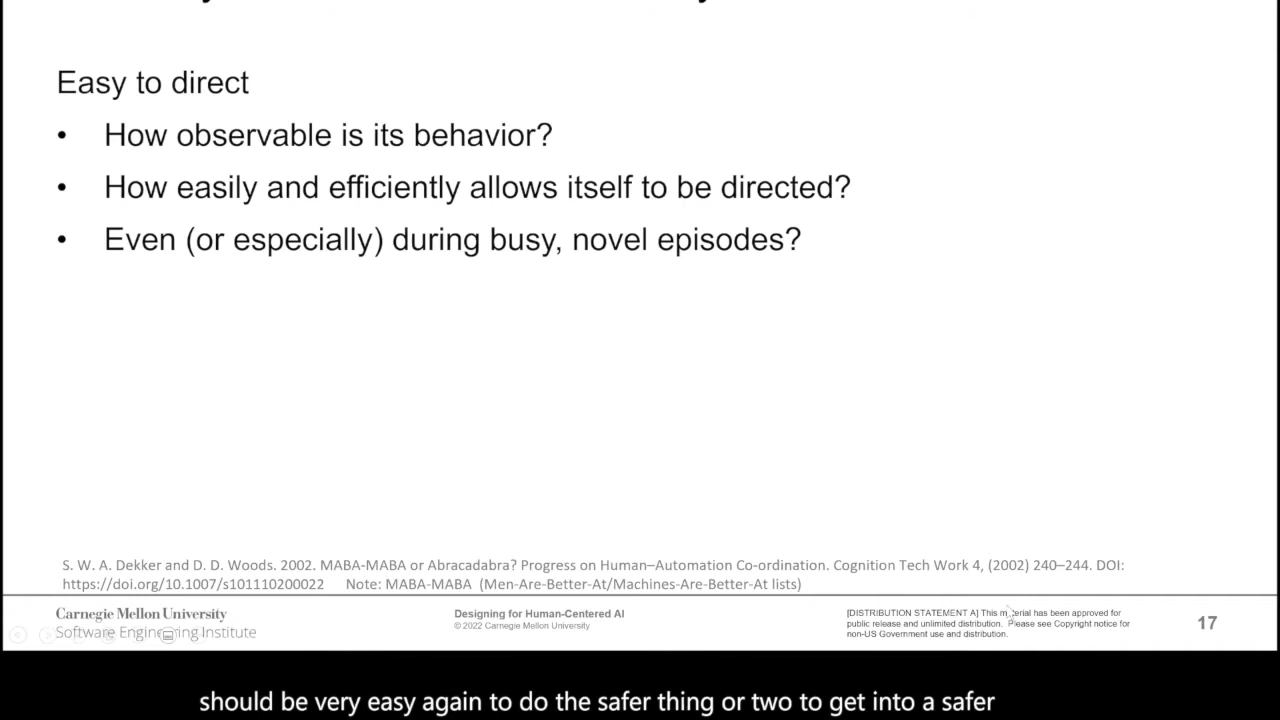 Easy to direct
• How observable is its behavior?
• How easily and efficiently allows itself to be directed?
• Even (or especially) during busy, novel episodes?
S. W. A. Dekker and D. D. Woods. 2002. MABA-MABA or Abracadabra? Progress on Human–Automation Co-ordination. Cognition Tech Work 4, (2002) 240–244. DOI:
https://doi.org/10.1007/s101110200022 Note: MABA-MABA (Men-Are-Better-At/Machines-Are-Better-At lists)
Carnegie Mellon University
Software Engineering Institute
Designing for Human-Centered AI
© 2022 Carnegie Mellon University
[DISTRIBUTION STATEMENT A] This material has been approved for
public release and unlimited distribution. Please see Copyright notice for
non-US Government use and distribution.
17
should be very easy again to do the safer thing or two to get into a safer